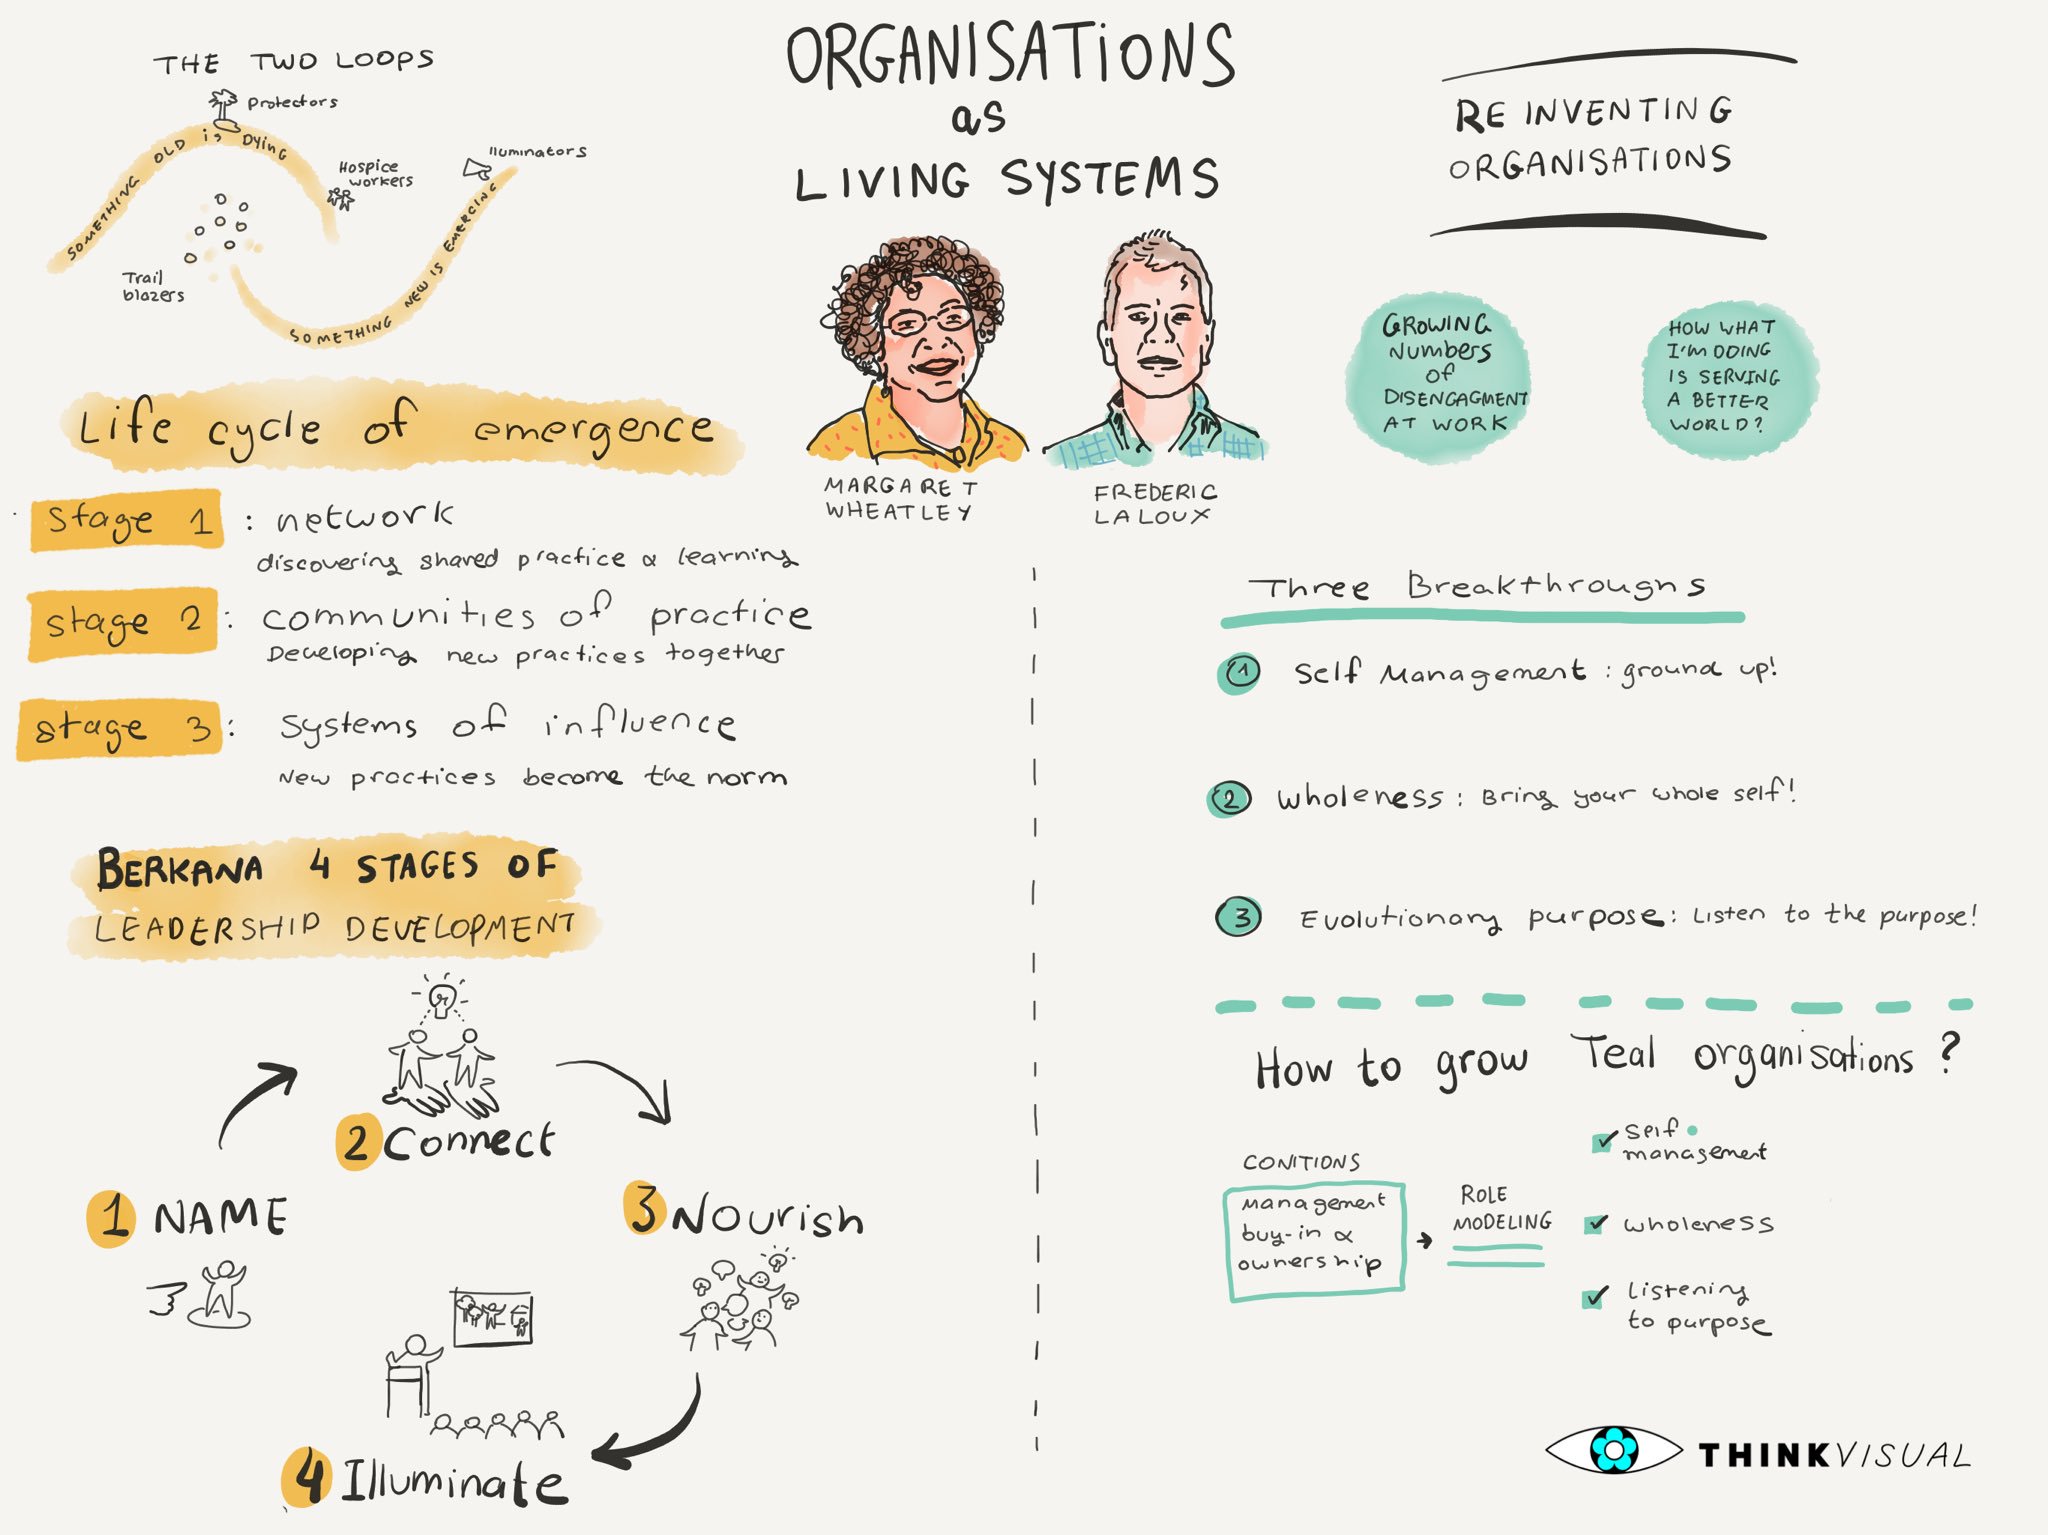 THE TWO LOOPS
Protectors
SOMETHING OLD is DYING
Hospice
workers
Iluminators
Trail
blazers
SOMETHING NEW IS EMERCING
ORGANISATiONS
as
LIVING SYSTEMS
MARGARET
WHEATLEY
FREDERIC
LALOUX
RE INVENTING
ORGANISATIONS
GROWING
Numbers
of
DISENGAGMENT
AT WORK
HOW WHAT
I'm DOING
IS SERVING
A BETTER
WORLD?
Life cycle of emergence
Stage 1 : network
discovering shared practice & learning
stage 2 : communities of practice
Developing new practices together
stage 3 : Systems of influence
New practices become the norm
BERKANA 4 STAGES OF
LEADERSHIP DEVELOPMENT
1 NAME
2 Connect
3 Nourish
4 Illuminate
Three Breakthroughs
1 Self Management : ground up!
2 wholeness : Bring your whole self!
3 Evolutionary purpose : Listen to the purpose!
How to grow Teal organisations?
CONITIONS
management
buy-in &
ownership
ROLE
MODELING
self
management
wholeness
listening
to purpose
THINKVISUAL